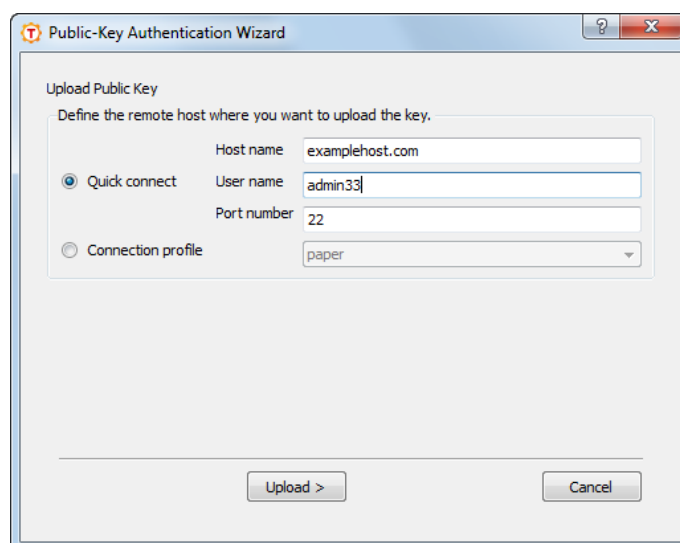 Public-Key Authentication Wizard
Upload Public Key
Define the remote host where you want to upload the key.
Host name examplehost.com
Quick connect User name admin33
Port number 22
Connection profile paper
Upload > Cancel